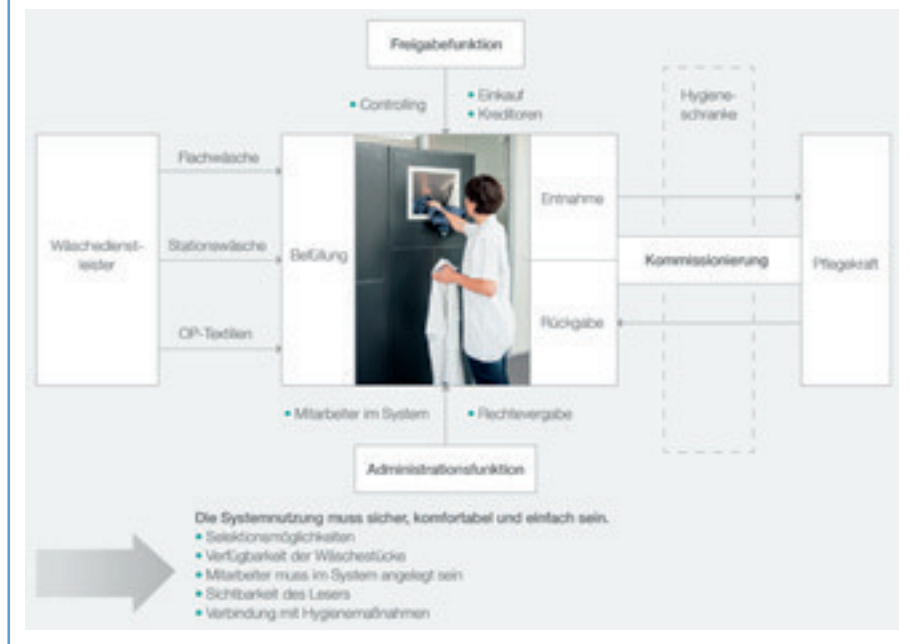 Freigabefunktion
• Controlling
• Einkauf
• Kreditoren
Hygiene-
schranke
Flachwäsche
Wäschedienst-
leister
Stationswäsche
OP-Textilien
Befüllung
Entnahme
Kommissionierung
Rückgabe
Pflegekraft
• Mitarbeiter im System
• Rechtevergabe
Administrationsfunktion
Die Systemnutzung muss sicher, komfortabel und einfach sein.
• Selektionsmöglichkeiten
• Verfügbarkeit der Wäschestücke
• Mitarbeiter muss im System angelegt sein
• Sichtbarkeit des Lesers
• Verbindung mit Hygienemaßnahmen